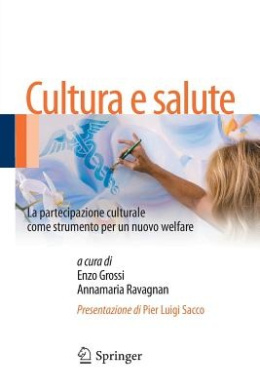 Cultura e salute
La partecipazione culturale
come strumento per un nuovo welfare
a cura di
Enzo Grossi
Annamaria Ravagnan
Presentazione di Pier Luigi Sacco
Springer